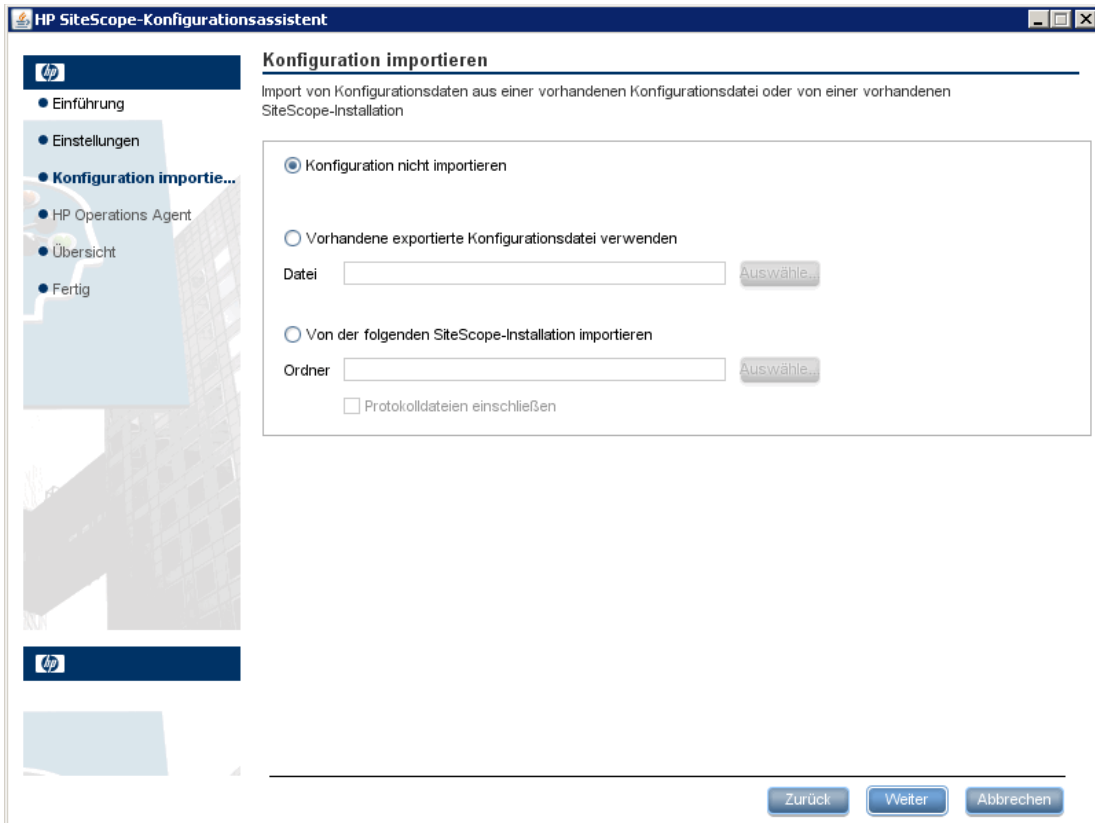 HP SiteScope-Konfigurationsassistent
hp
Einführung
Einstellungen
Konfiguration importie...
HP Operations Agent
Übersicht
Fertig
hp
Konfiguration importieren
Import von Konfigurationsdaten aus einer vorhandenen Konfigurationsdatei oder von einer vorhandenen
SiteScope-Installation
Konfiguration nicht importieren
Vorhandene exportierte Konfigurationsdatei verwenden
Datei Auswähle...
Von der folgenden SiteScope-Installation importieren
Ordner Auswähle...
Protokolldateien einschließen
Zurück Weiter Abbrechen